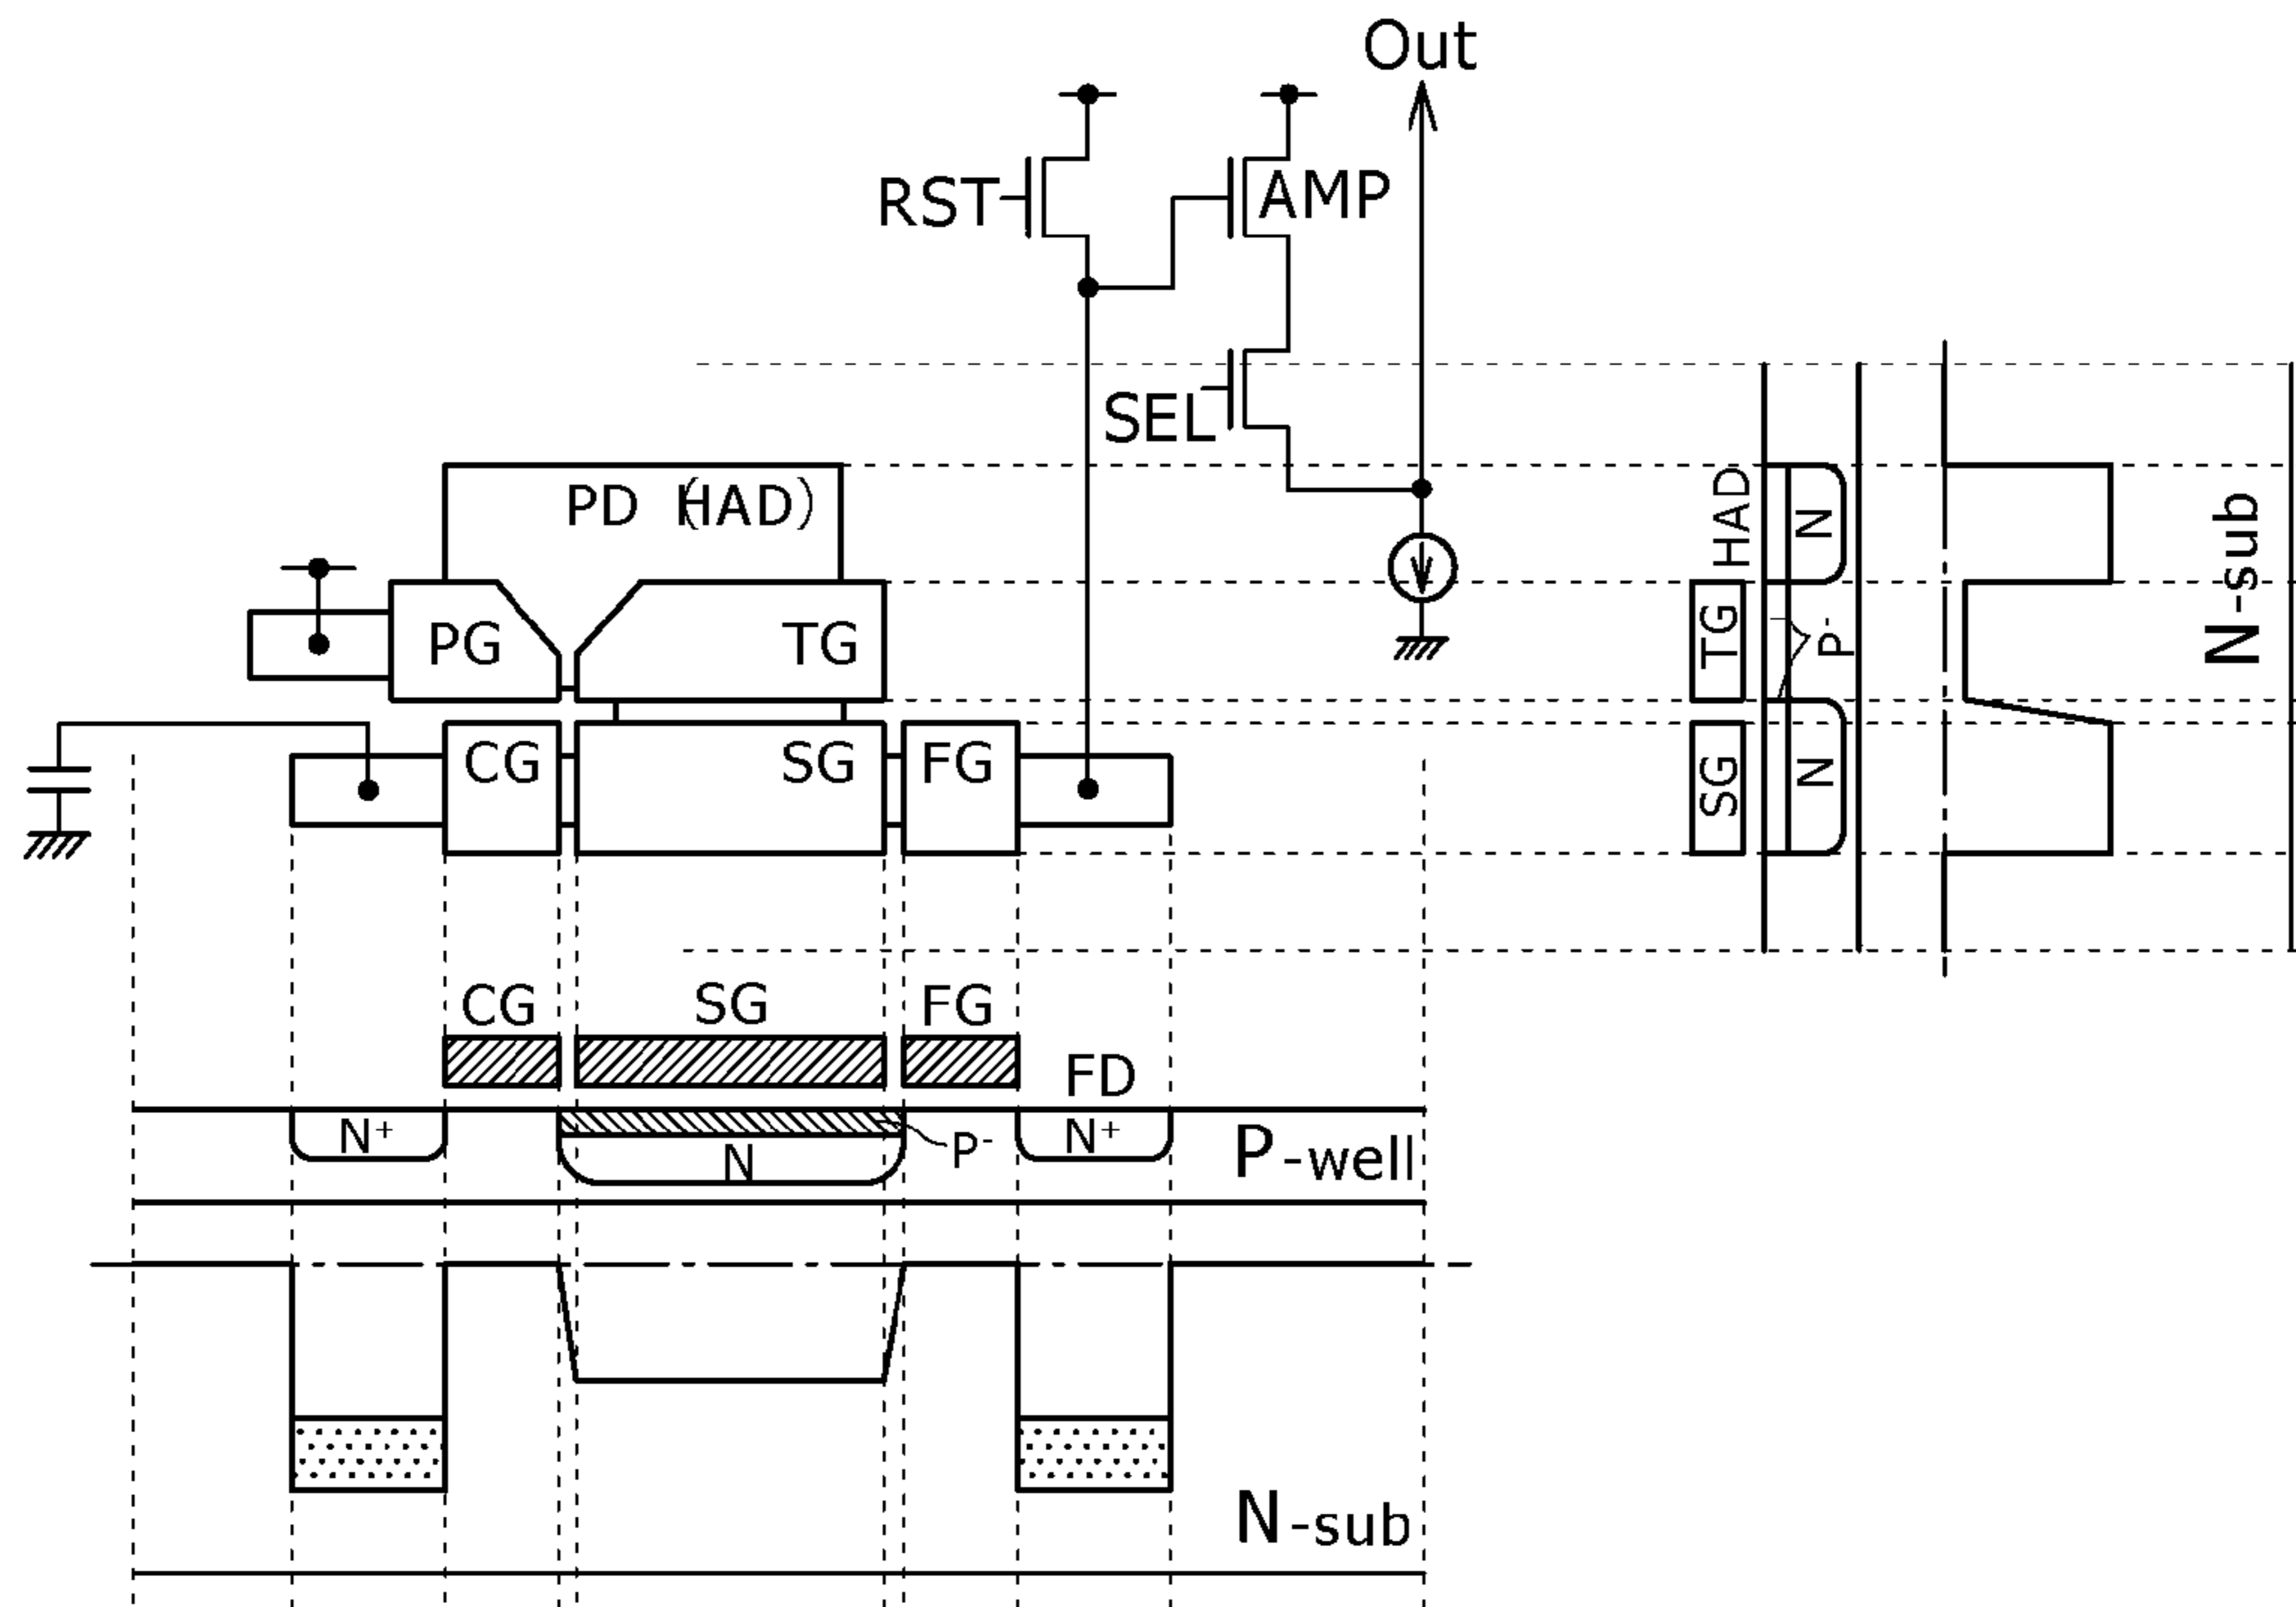 Out
RST
AMP
SEL
PD (HAD)
HAD
N
N-sub
PG
TG
TG
P-
CG
SG
FG
SG
N
CG
SG
FG
FD
N+
N
P-
N+
P-well
N-sub